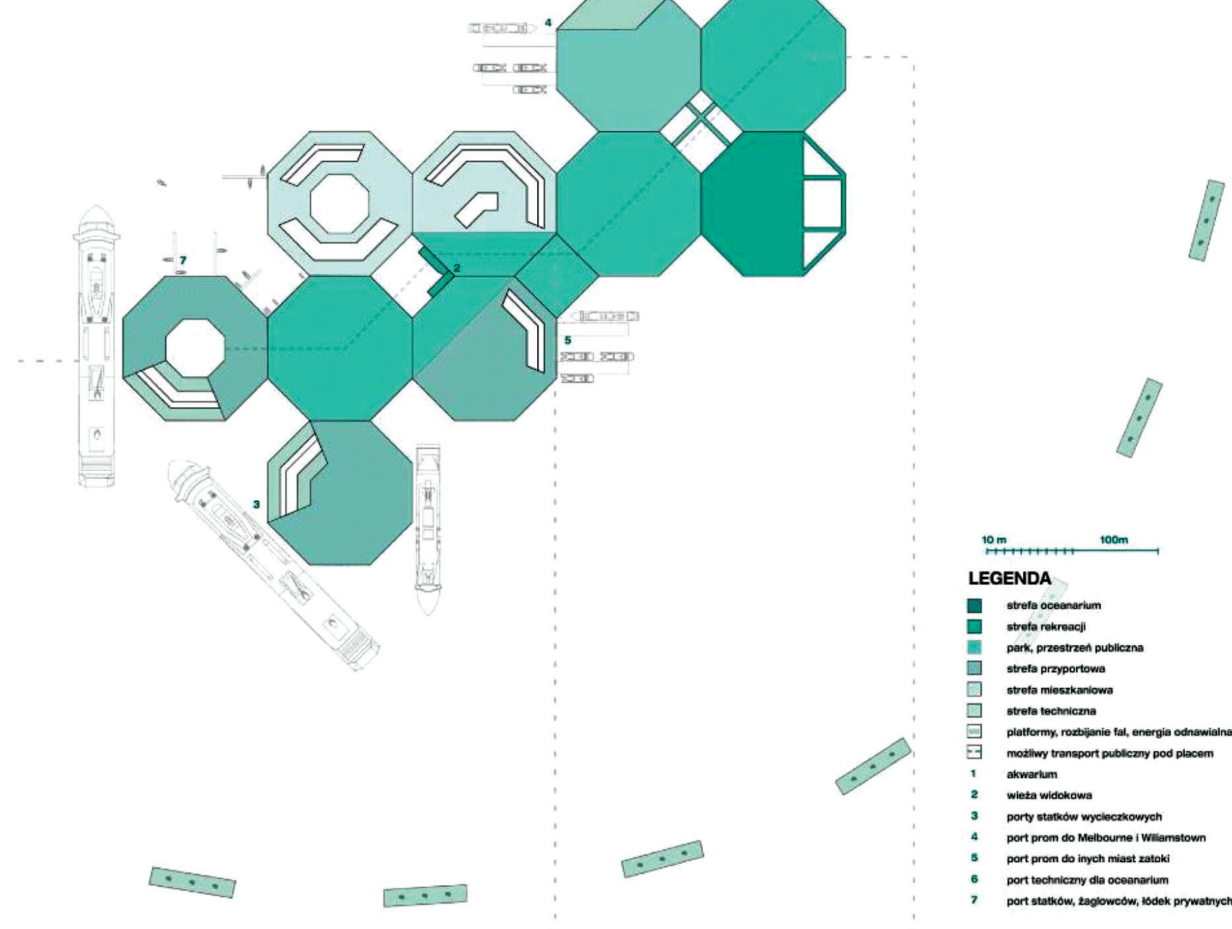 4
7
2
5
3
10 m 100m
LEGENDA
strefa oceanarium
strefa rekreacji
park, przestrzeń publiczna
strefa przyportowa
strefa mieszkaniowa
strefa techniczna
platformy, rozbijanie fal, energia odnawialna
możliwy transport publiczny pod placem
1 akwarium
2 wieża widokowa
3 porty statków wycieczkowych
4 port prom do Melbourne i Wiliamstown
5 port prom do inych miast zatoki
6 port techniczny dla oceanarium
7 port statków, żaglowców, łódek prywatnych